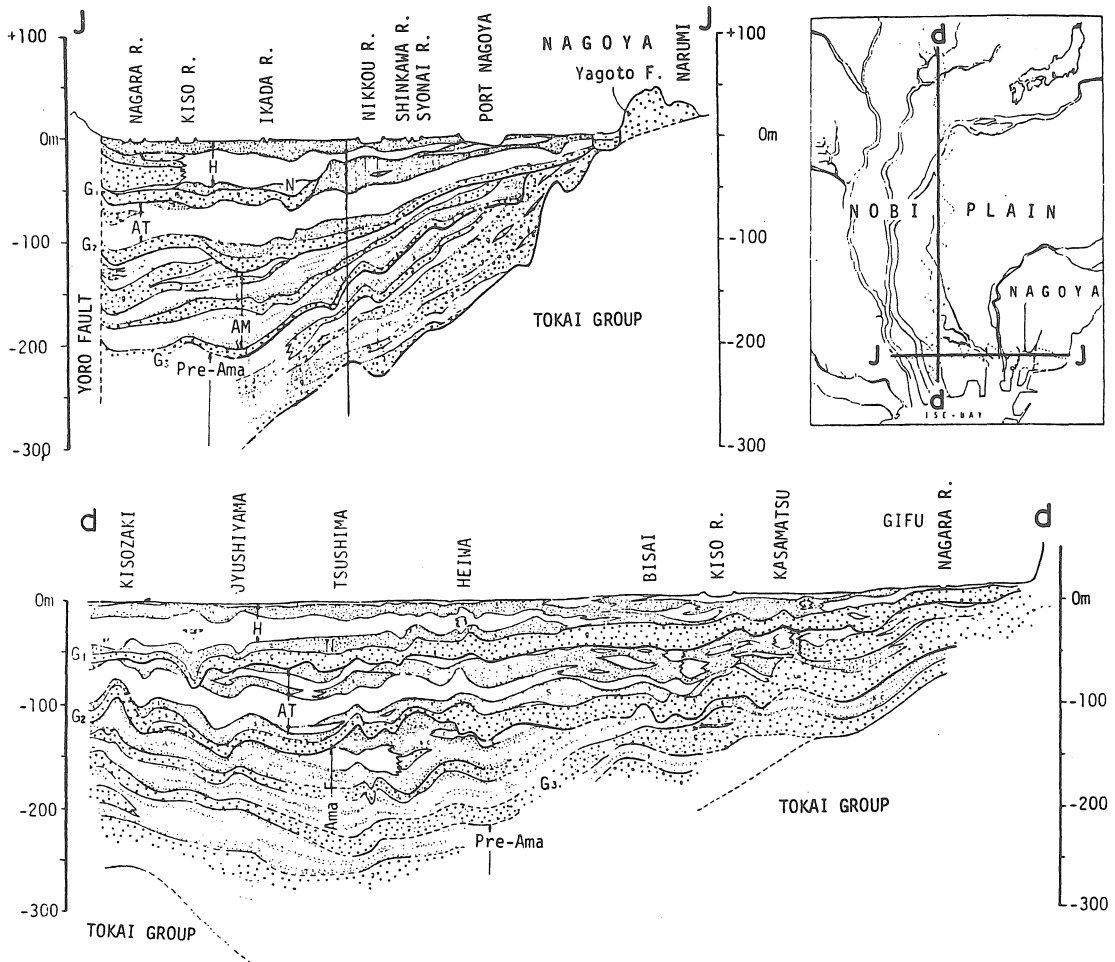 J
J
+100
0m
-100
-200
-300
NAGARA R.
KISO R.
IKADA R.
NIKKOU R.
SHINKAWA R.
SYONAI R.
PORT NAGOYA
NAGOYA
Yagoto F.
NARUMI
+100
0m
-100
-200
-300
H
N
G1
AT
G2
AM
G3
Pre-Ama
YORO FAULT
TOKAI GROUP
d
NOBI PLAIN
NAGOYA
J
J
d
ISE-BAY
d
d
KISOZAKI
JYUSHIYAMA
TSUSHIMA
HEIWA
BISAI
KISO R.
KASAMATSU
GIFU
NAGARA R.
0m
-100
-200
-300
0m
-100
-200
-300
H
G1
AT
G2
Ama
G3
Pre-Ama
TOKAI GROUP
TOKAI GROUP